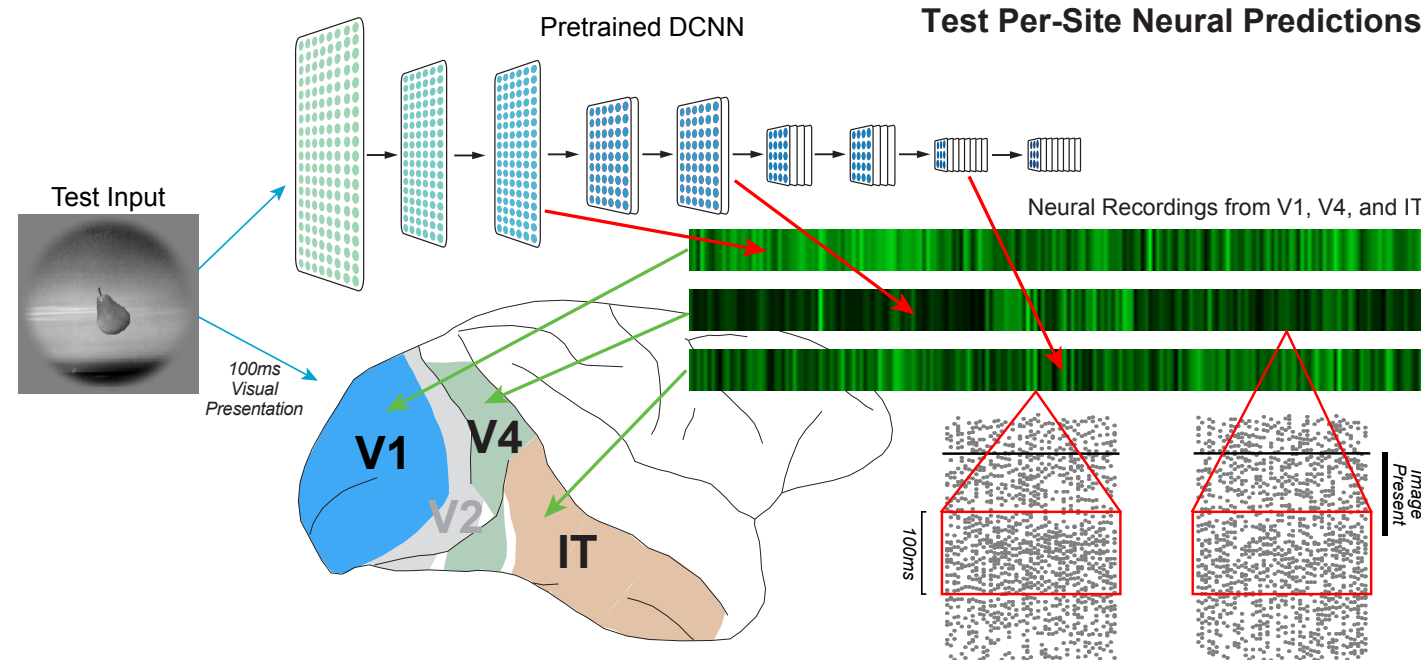 Pretrained DCNN
Test Per-Site Neural Predictions
Test Input
Neural Recordings from V1, V4, and IT
100ms
Visual
Presentation
V1
V4
V2
IT
100ms
Image
Present